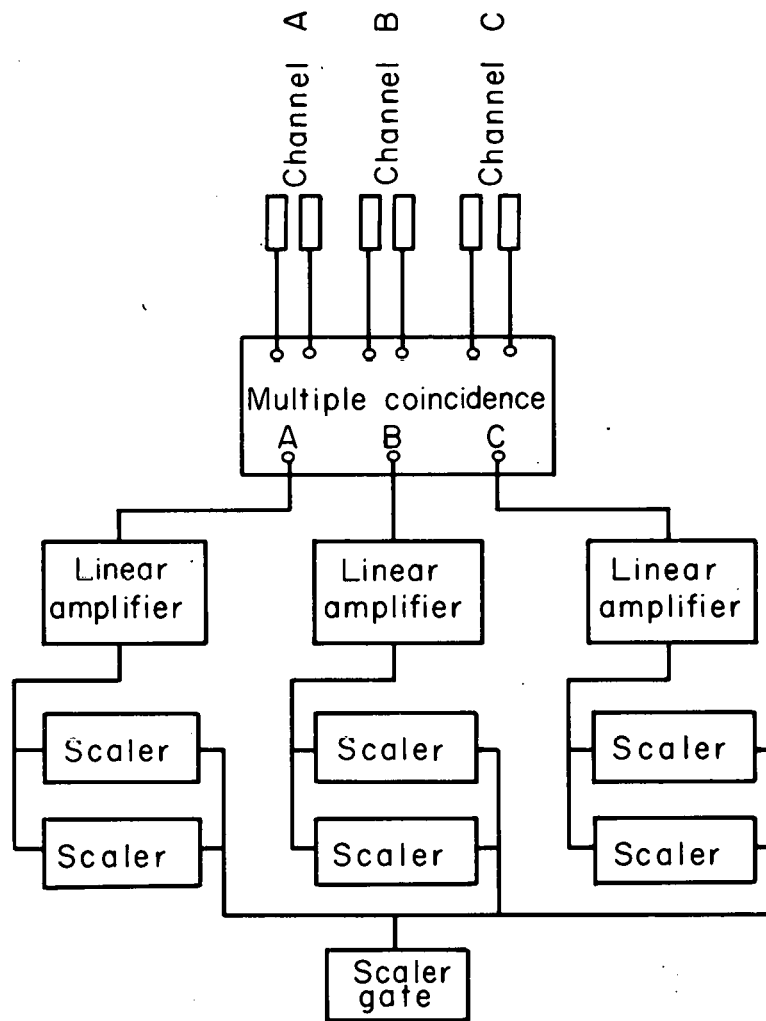 Channel A
Channel B
Channel C
Multiple coincidence
A B C
Linear
amplifier
Linear
amplifier
Linear
amplifier
Scaler
Scaler
Scaler
Scaler
Scaler
Scaler
Scaler
gate